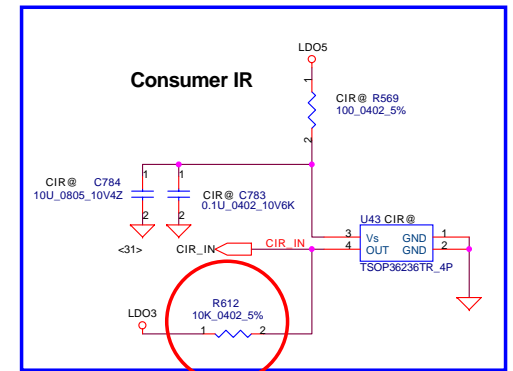 LDO5
Consumer IR
1
CIR@ R569
100_0402_5%
2
CIR@ C784
10U_0805_10V4Z
1
2
1
2
CIR@ C783
0.1U_0402_10V6K
U43 CIR@
3 Vs GND 1
4 OUT GND 2
TSOP36236TR_4P
<31> CIR_IN CIR_IN
LDO3
R612
10K_0402_5%
1 2